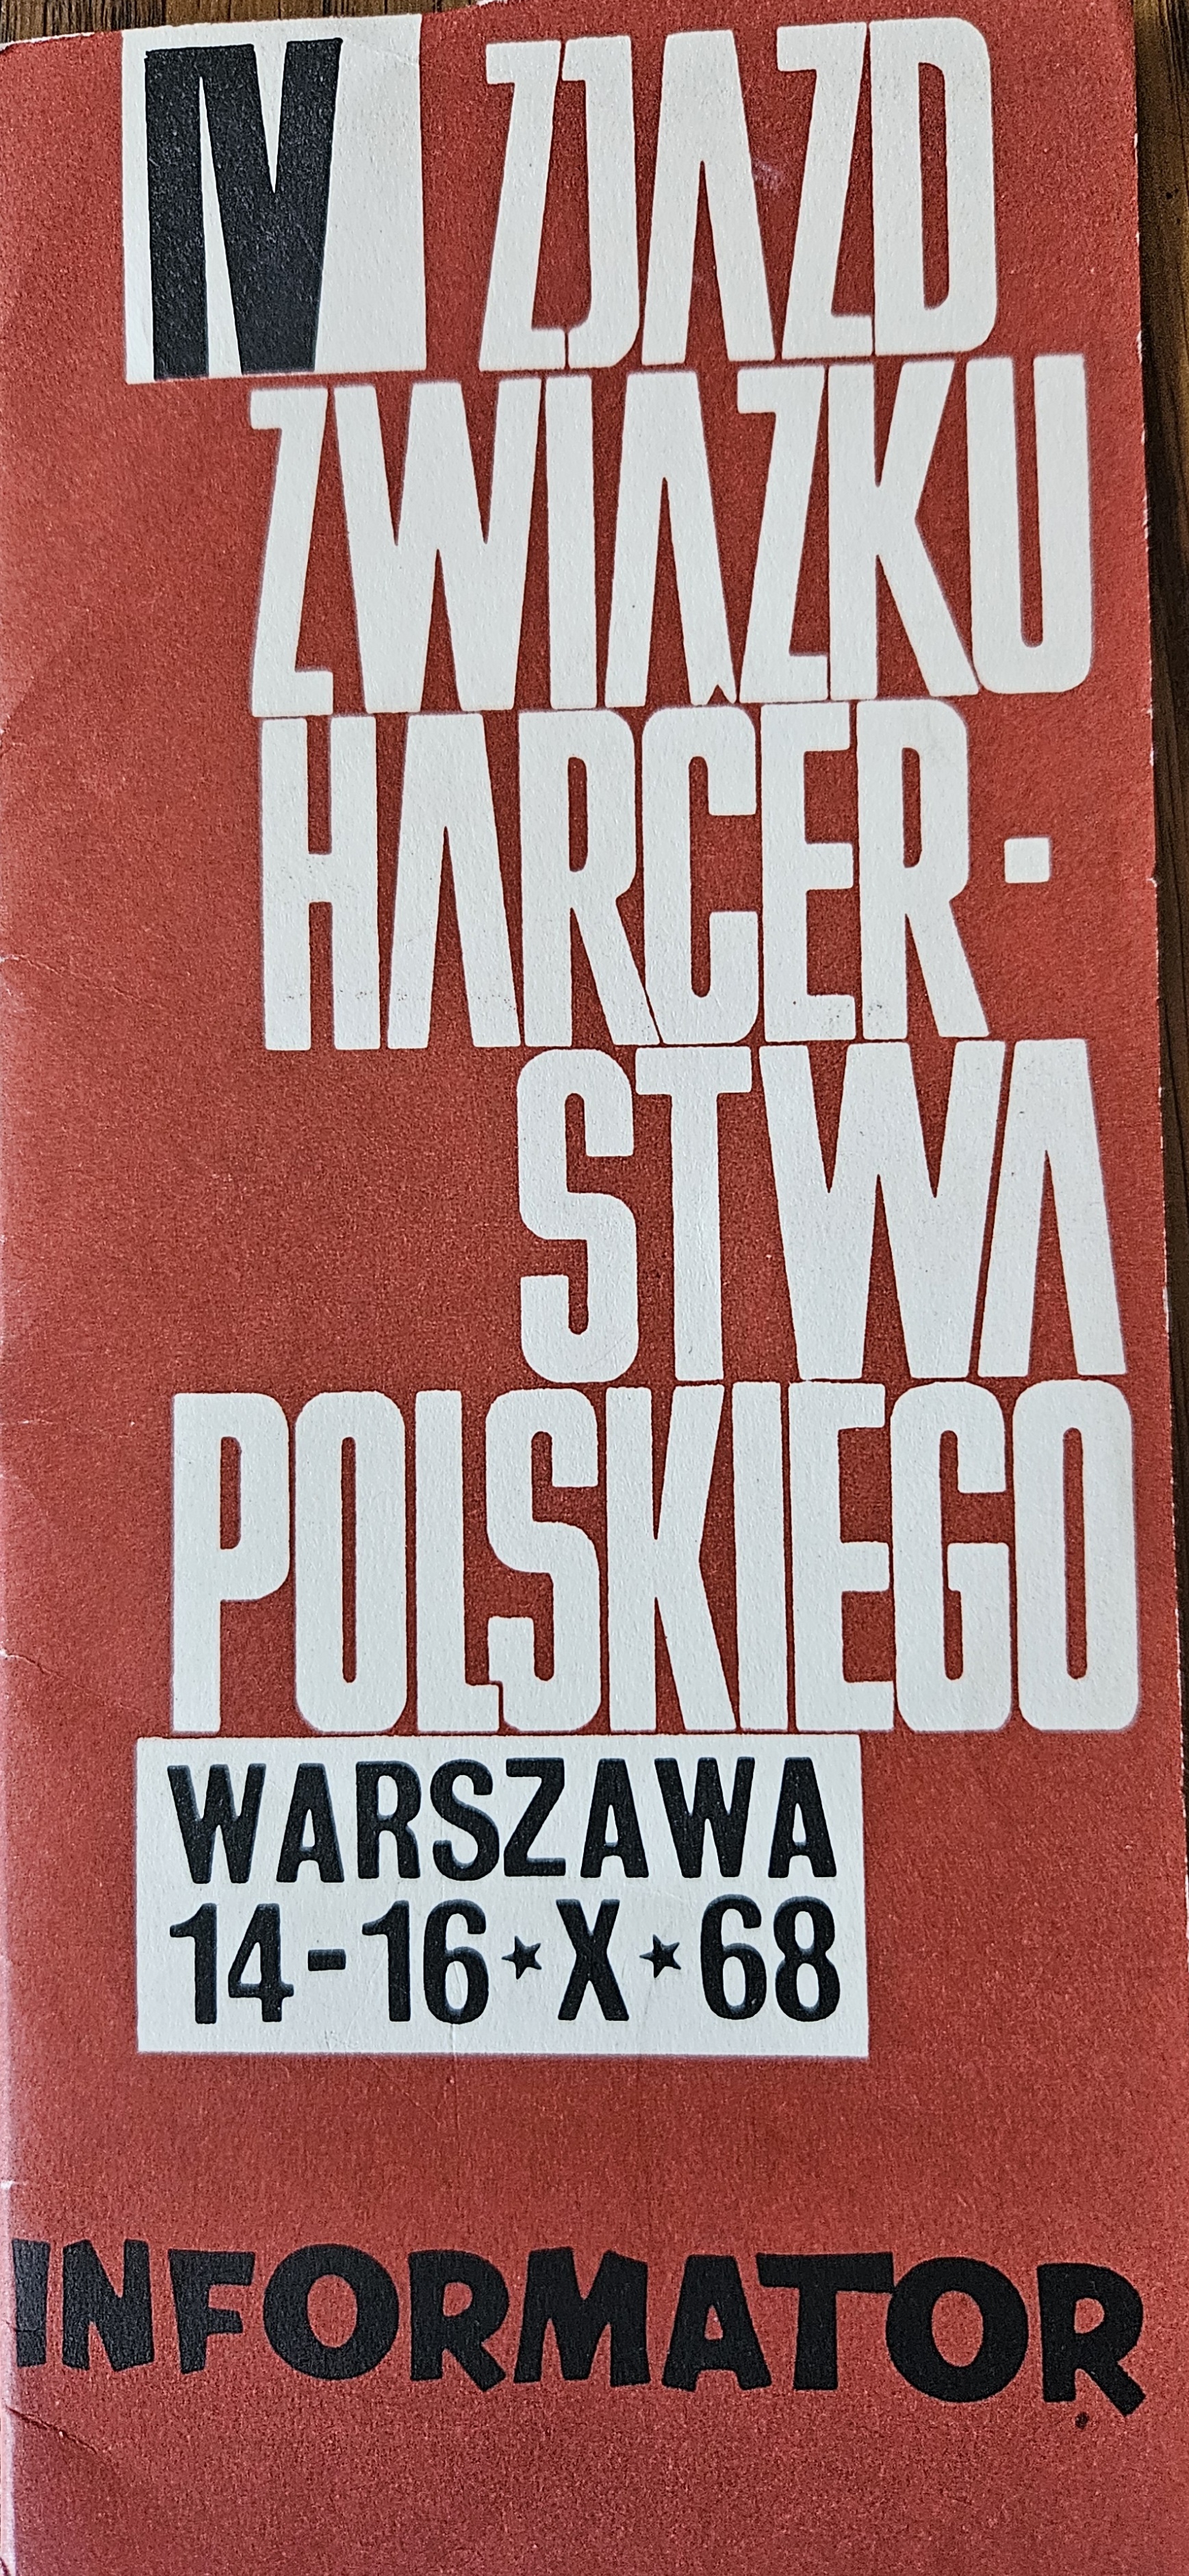 IV ZJAZD
ZWIĄZKU
HARCER-
STWA
POLSKIEGO
WARSZAWA
14-16★X★68
INFORMATOR